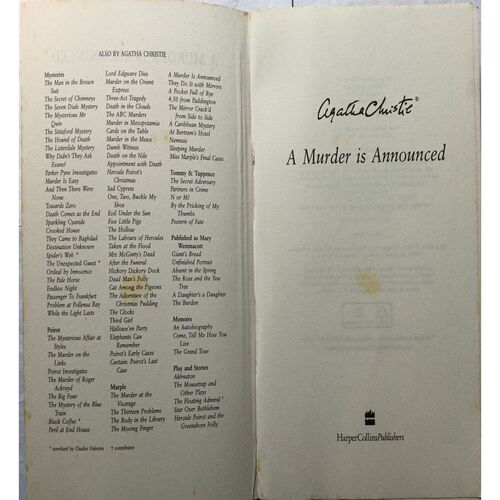 ALSO BY AGATHA CHRISTIE
Mysteries
The Man in the Brown
Suit
The Secret of Chimneys
The Seven Dials Mystery
The Mysterious Mr
Quin
The Sittaford Mystery
The Hound of Death
The Listerdale Mystery
Why Didn't They Ask
Evans?
Parker Pyne Investigates
Murder Is Easy
And Then There Were
None
Towards Zero
Death Comes as the End
Sparkling Cyanide
Crooked House
They Came to Baghdad
Destination Unknown
Spider's Web *
The Unexpected Guest *
Ordeal by Innocence
The Pale Horse
Endless Night
Passenger To Frankfurt
Problem at Pollensa Bay
While the Light Lasts
Poirot
The Mysterious Affair at
Styles
The Murder on the
Links
Poirot Investigates
The Murder of Roger
Ackroyd
The Big Four
The Mystery of the Blue
Train
Black Coffee *
Peril at End House
Lord Edgware Dies
Murder on the Orient
Express
Three-Act Tragedy
Death in the Clouds
The ABC Murders
Murder in Mesopotamia
Cards on the Table
Murder in the Mews
Dumb Witness
Death on the Nile
Appointment with Death
Hercule Poirot's
Christmas
Sad Cypress
One, Two, Buckle My
Shoe
Evil Under the Sun
Five Little Pigs
The Hollow
The Labours of Hercules
Taken at the Flood
Mrs McGinty's Dead
After the Funeral
Hickory Dickory Dock
Dead Man's Folly
Cat Among the Pigeons
The Adventure of the
Christmas Pudding
The Clocks
Third Girl
Hallowe'en Party
Elephants Can
Remember
Poirot's Early Cases
Curtain: Poirot's Last
Case
Marple
The Murder at the
Vicarage
The Thirteen Problems
The Body in the Library
The Moving Finger
A Murder Is Announced
They Do It with Mirrors
A Pocket Full of Rye
4.50 from Paddington
The Mirror Crack'd
from Side to Side
A Caribbean Mystery
At Bertram's Hotel
Nemesis
Sleeping Murder
Miss Marple's Final Cases
Tommy & Tuppence
The Secret Adversary
Partners in Crime
N or M?
By the Pricking of My
Thumbs
Postern of Fate
Published as Mary
Westmacott
Giant's Bread
Unfinished Portrait
Absent in the Spring
The Rose and the Yew
Tree
A Daughter's a Daughter
The Burden
Memoirs
An Autobiography
Come, Tell Me How You
Live
The Grand Tour
Play and Stories
Akhnaton
The Mousetrap and
Other Plays
The Floating Admiral †
Star Over Bethlehem
Hercule Poirot and the
Greenshore Folly
* novelized by Charles Osborne † contributor
Agatha Christie®
A Murder is Announced
HarperCollinsPublishers